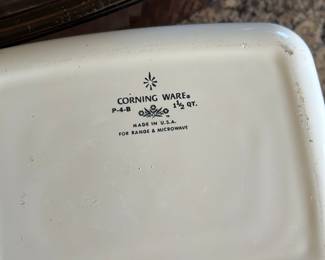 CORNING WARE®
P-4-B 1½ QT.
MADE IN U.S.A.
FOR RANGE & MICROWAVE